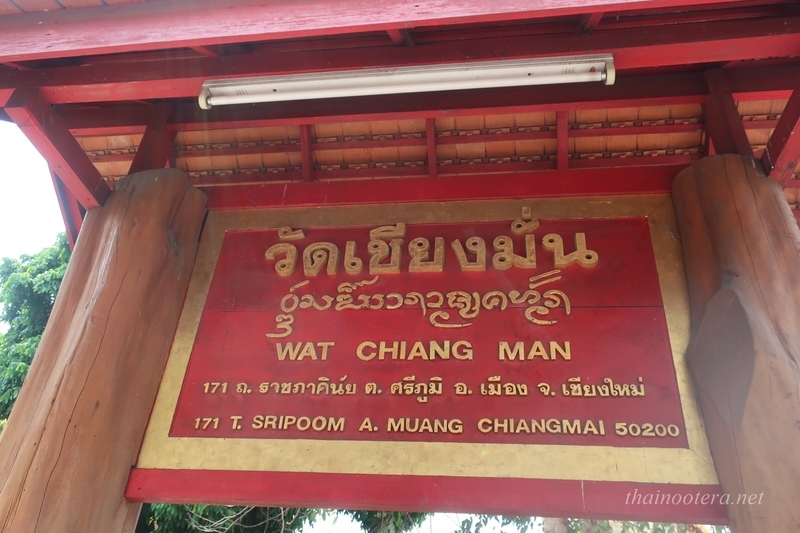 วัดเชียงมั่น
WAT CHIANG MAN
171 ถ. ราชภาคินัย ต. ศรีภูมิ อ. เมือง จ. เชียงใหม่
171 T. SRIPOOM A. MUANG CHIANGMAI 50200
thainootera.net